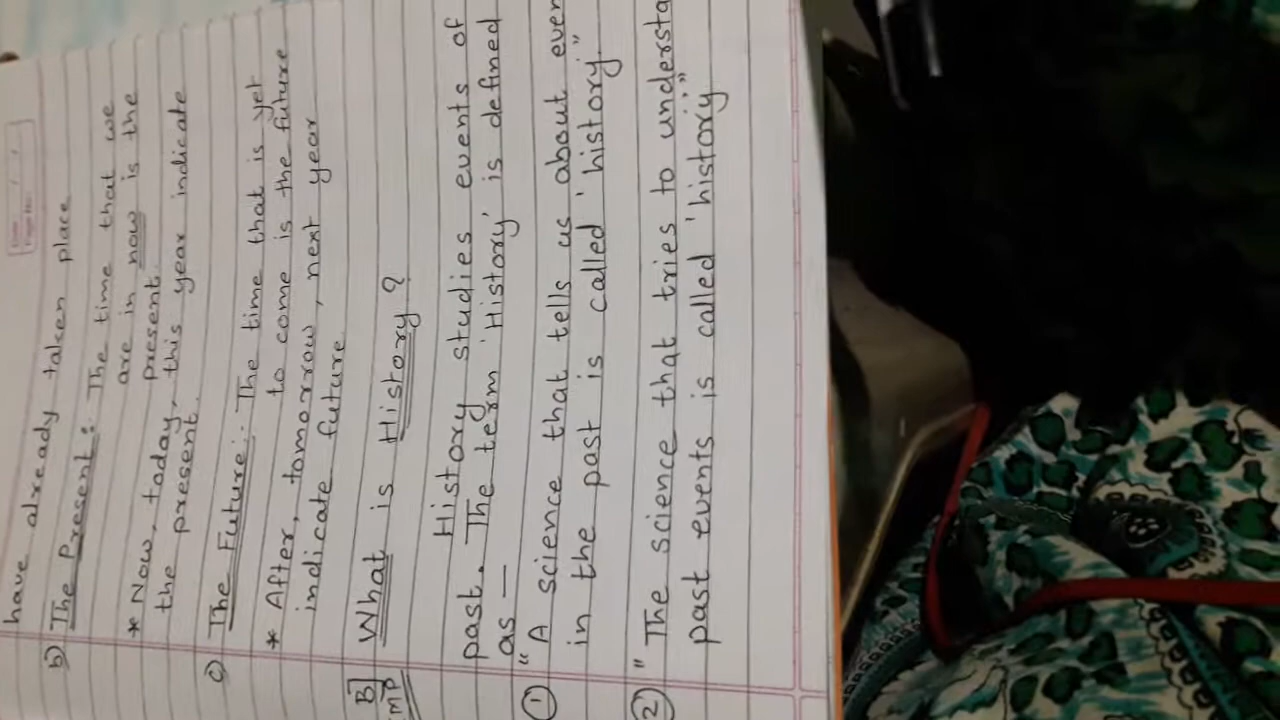 have already taken place
b) The Present : The time that we
are in now is the
present.
* Now, today, this year indicate
the present.
c) The Future : The time that is yet
to come is the future
* After, tomorrow, next year
indicate future.
B] What is History ?
IMP
History studies events of
past. The term 'History' is defined
as —
① "A science that tells us about even
in the past is called 'history'."
② "The science that tries to understa
past events is called 'history'."